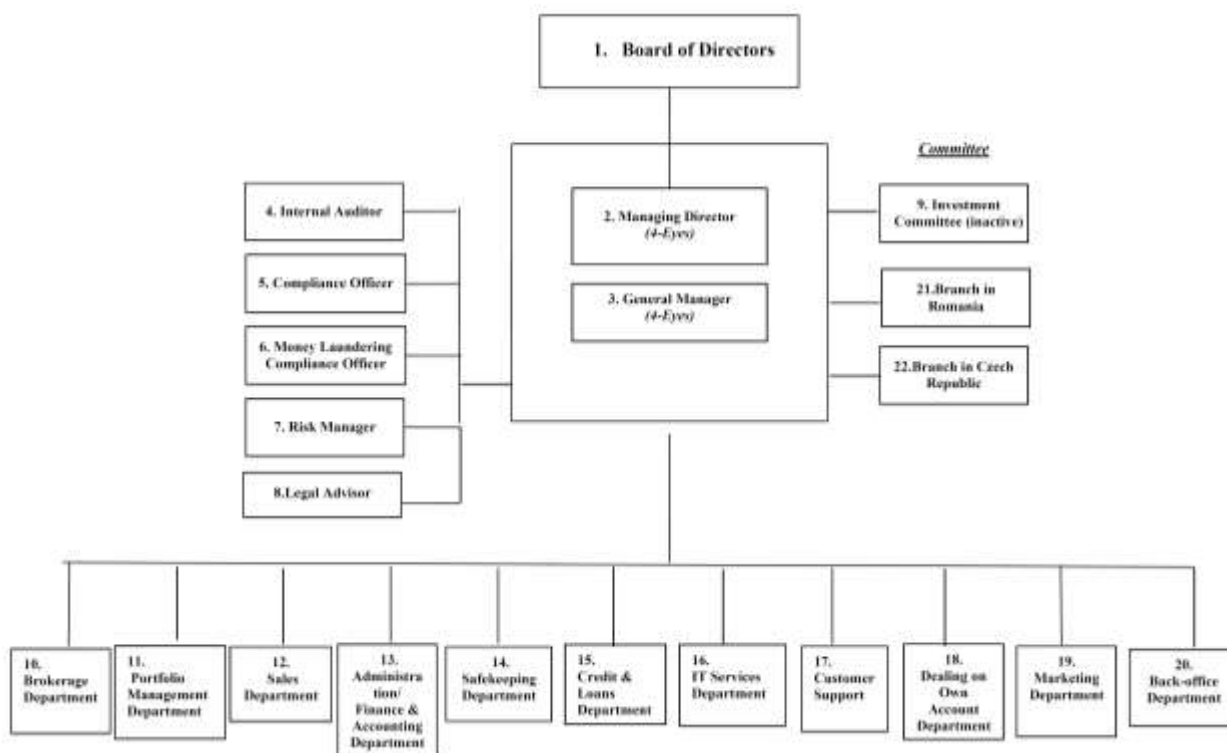 1. Board of Directors
Committee
4. Internal Auditor
2. Managing Director
(4-Eyes)
9. Investment
Committee (inactive)
5. Compliance Officer
3. General Manager
(4-Eyes)
21.Branch in
Romania
6. Money Laundering
Compliance Officer
22.Branch in Czech
Republic
7. Risk Manager
8.Legal Advisor
10.
Brokerage
Department
11.
Portfolio
Management
Department
12.
Sales
Department
13.
Administra
tion/
Finance &
Accounting
Department
14.
Safekeeping
Department
15.
Credit &
Loans
Department
16.
IT Services
Department
17.
Customer
Support
18.
Dealing on
Own
Account
Department
19.
Marketing
Department
20.
Back-office
Department